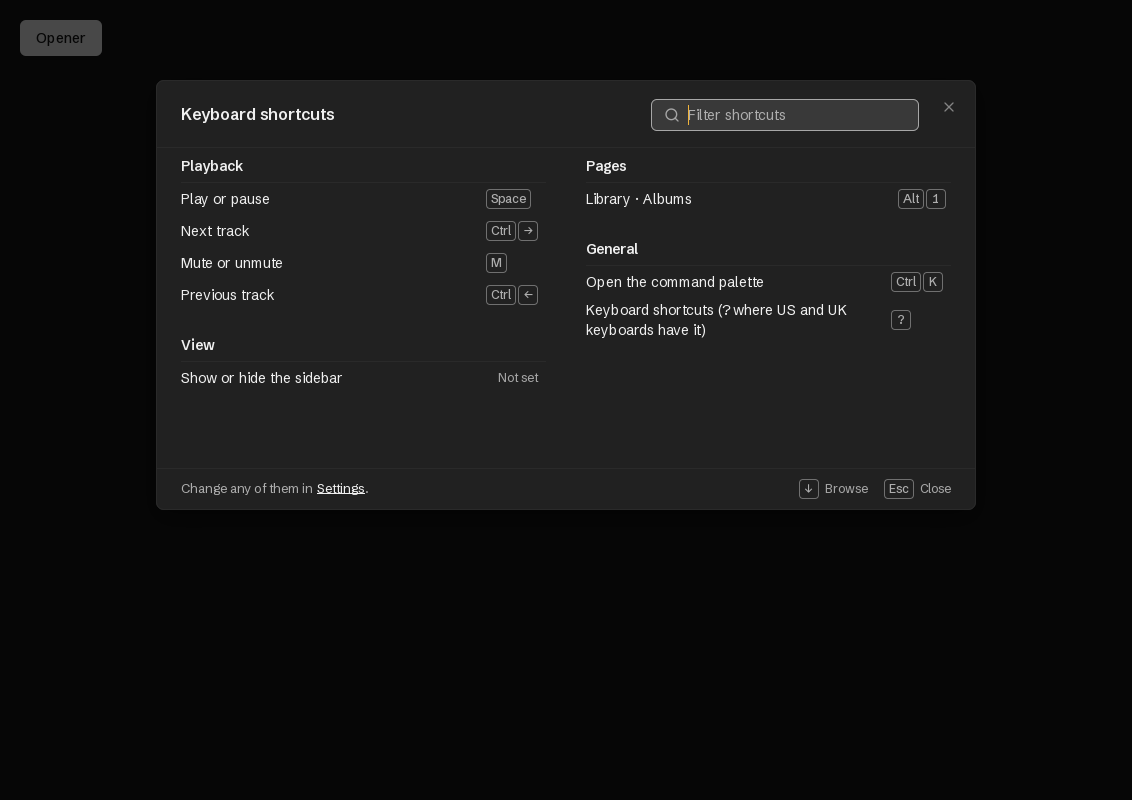 Opener
Keyboard shortcuts
Filter shortcuts
Playback
Play or pause Space
Next track Ctrl →
Mute or unmute M
Previous track Ctrl ←
View
Show or hide the sidebar Not set
Pages
Library · Albums Alt 1
General
Open the command palette Ctrl K
Keyboard shortcuts (? where US and UK
keyboards have it) ?
Change any of them in Settings.
↓ Browse Esc Close